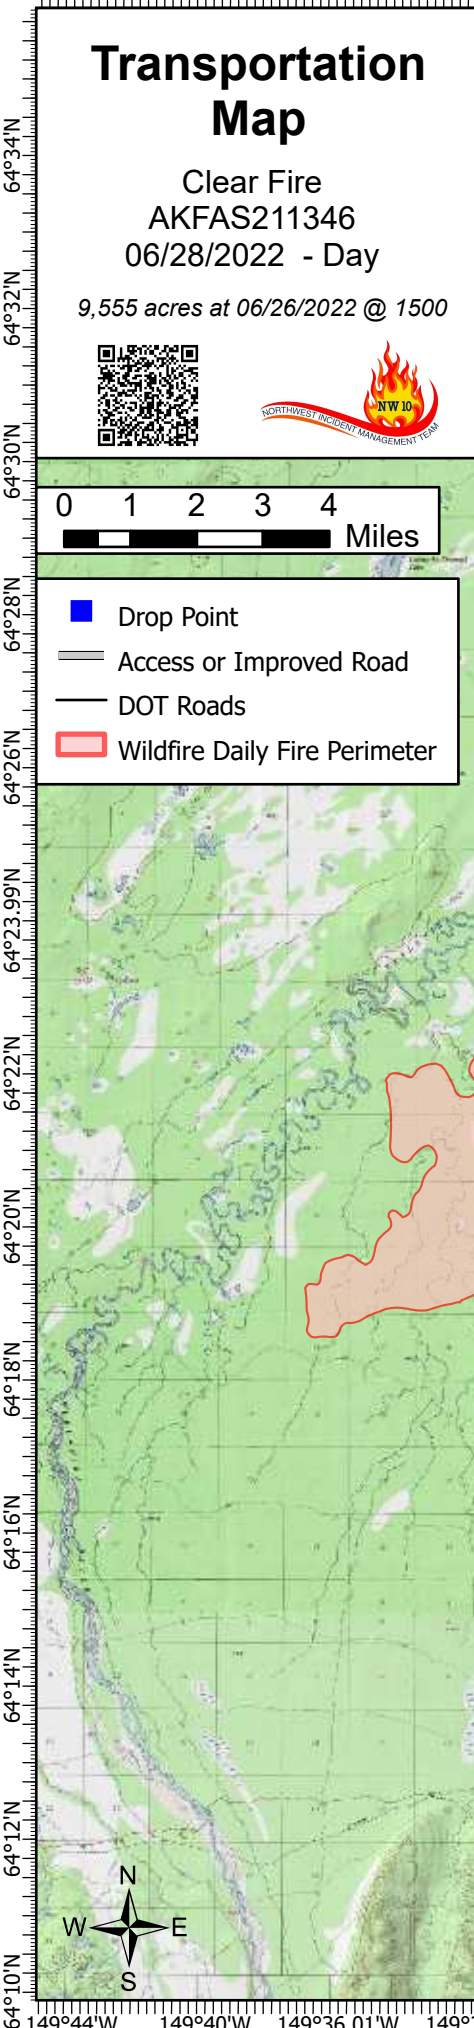 Transportation
Map
Clear Fire
AKFAS211346
06/28/2022 - Day
9,555 acres at 06/26/2022 @ 1500
NW 10
NORTHWEST INCIDENT MANAGEMENT TEAM
0 1 2 3 4
Miles
Drop Point
Access or Improved Road
DOT Roads
Wildfire Daily Fire Perimeter
64°34'N
64°32'N
64°30'N
64°28'N
64°26'N
64°23.99'N
64°22'N
64°20'N
64°18'N
64°16'N
64°14'N
64°12'N
64°10'N
N
W E
S
149°44'W 149°40'W 149°36.01'W